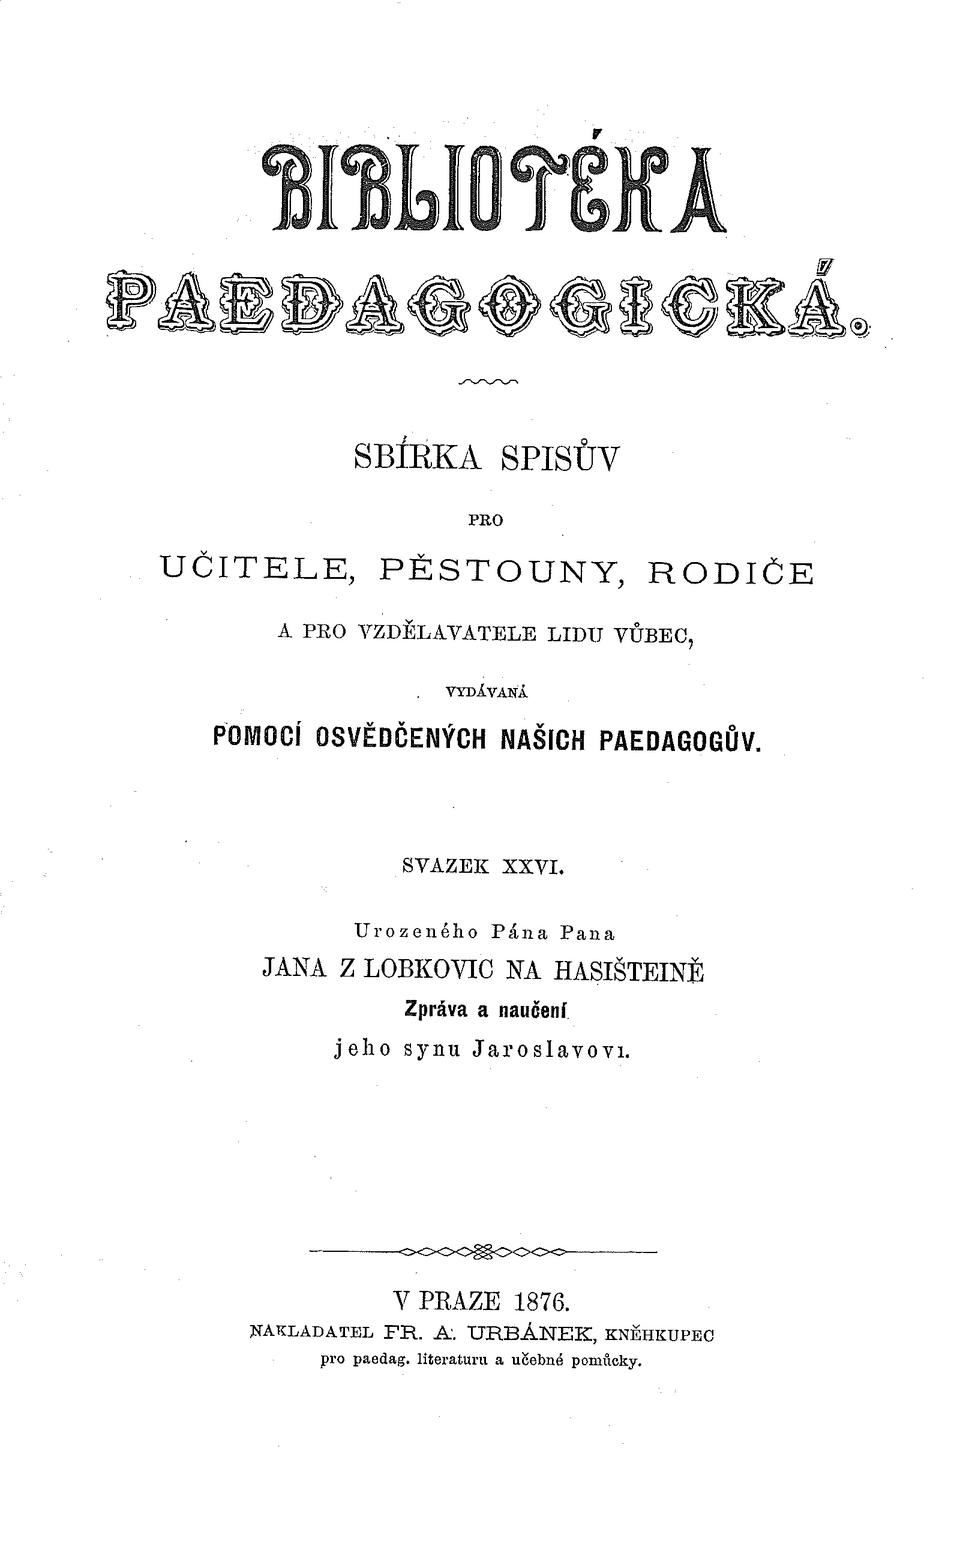 BIBLIOTÉKA
PAEDAGOGICKÁ.
SBÍRKA SPISŮV
PRO
UČITELE, PĚSTOUNY, RODIČE
A PRO VZDĚLAVATELE LIDU VŮBEC,
VYDÁVANÁ
POMOCÍ OSVĚDČENÝCH NAŠICH PAEDAGOGŮV.
SVAZEK XXVI.
Urozeného Pána Pana
JANA Z LOBKOVIC NA HASIŠTEINĚ
Zpráva a naučení
jeho synu Jaroslavovi.
V PRAZE 1876.
NAKLADATEL FR. A. URBÁNEK, KNĚHKUPEC
pro paedag. literaturu a učebné pomůcky.